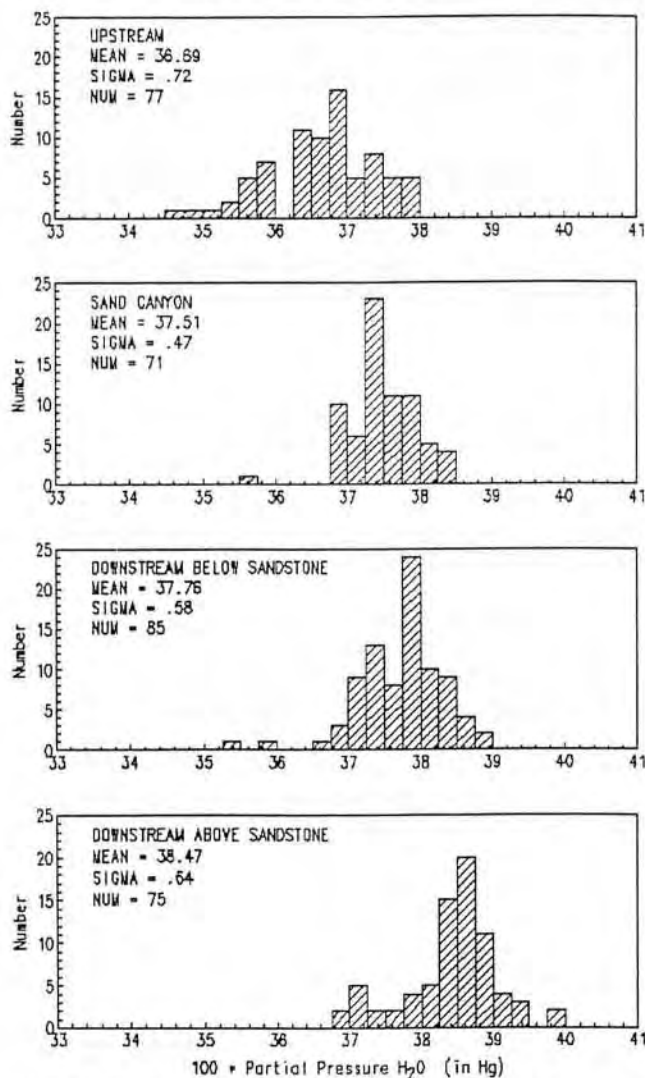 25
20
15
10
5
0
Number
UPSTREAM
MEAN = 36.69
SIGMA = .72
NUM = 77
33 34 35 36 37 38 39 40 41
25
20
15
10
5
0
Number
SAND CANYON
MEAN = 37.51
SIGMA = .47
NUM = 71
33 34 35 36 37 38 39 40 41
25
20
15
10
5
0
Number
DOWNSTREAM BELOW SANDSTONE
MEAN = 37.76
SIGMA = .58
NUM = 85
33 34 35 36 37 38 39 40 41
25
20
15
10
5
0
Number
DOWNSTREAM ABOVE SANDSTONE
MEAN = 38.47
SIGMA = .64
NUM = 75
33 34 35 36 37 38 39 40 41
100 * Partial Pressure H₂O (in Hg)